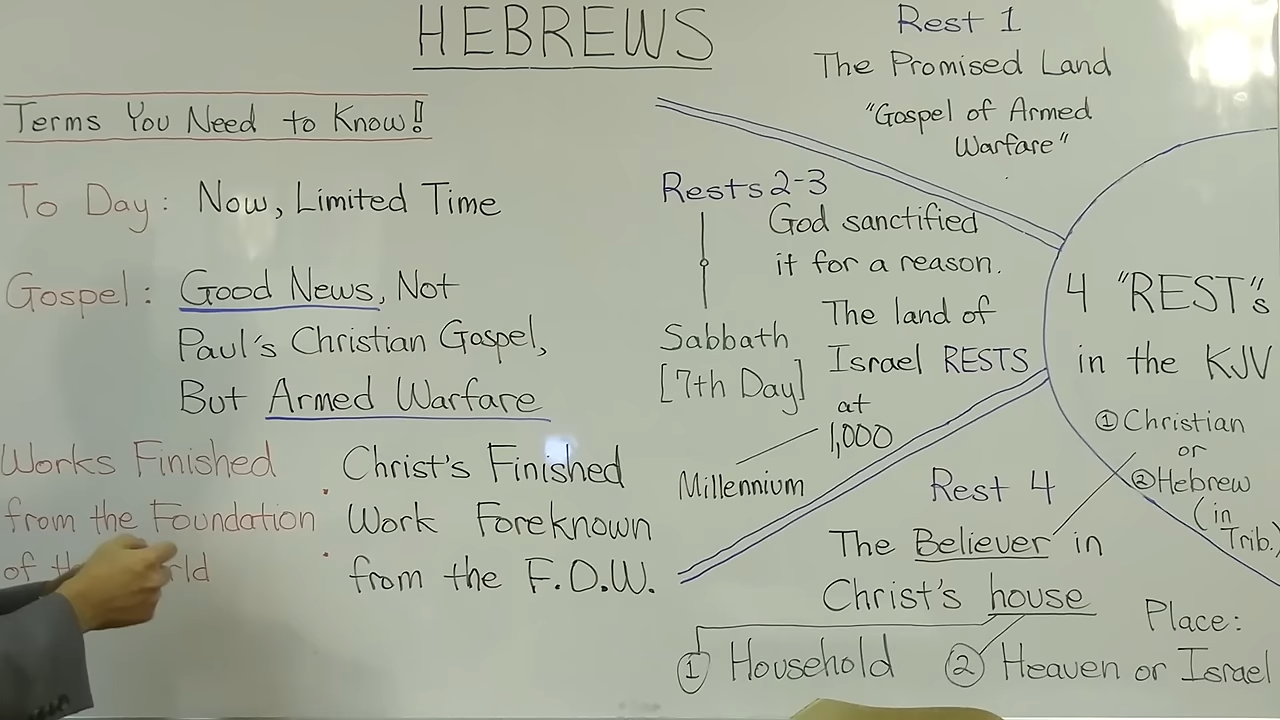 HEBREWS
Terms You Need to Know!
To Day: Now, Limited Time
Gospel: Good News, Not
Paul's Christian Gospel,
But Armed Warfare
Works Finished
from the Foundation
of
: Christ's Finished
Work Foreknown
from the F.O.W.
Rest 1
The Promised Land
"Gospel of Armed
Warfare"
Rests 2-3
God sanctified
it for a reason.
Sabbath
[7th Day]
The land of
Israel RESTS
at
1,000
Millennium
4 "REST"s
in the KJV
① Christian
or
② Hebrew
(in
Trib.)
Rest 4
The Believer in
Christ's house
① Household
Place:
② Heaven or Israel